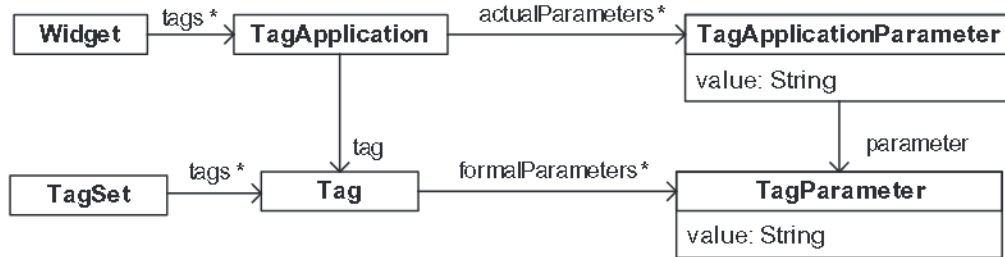 Widget
tags *
TagApplication
actualParameters*
TagApplicationParameter
value: String
tag
parameter
TagSet
tags *
Tag
formalParameters*
TagParameter
value: String